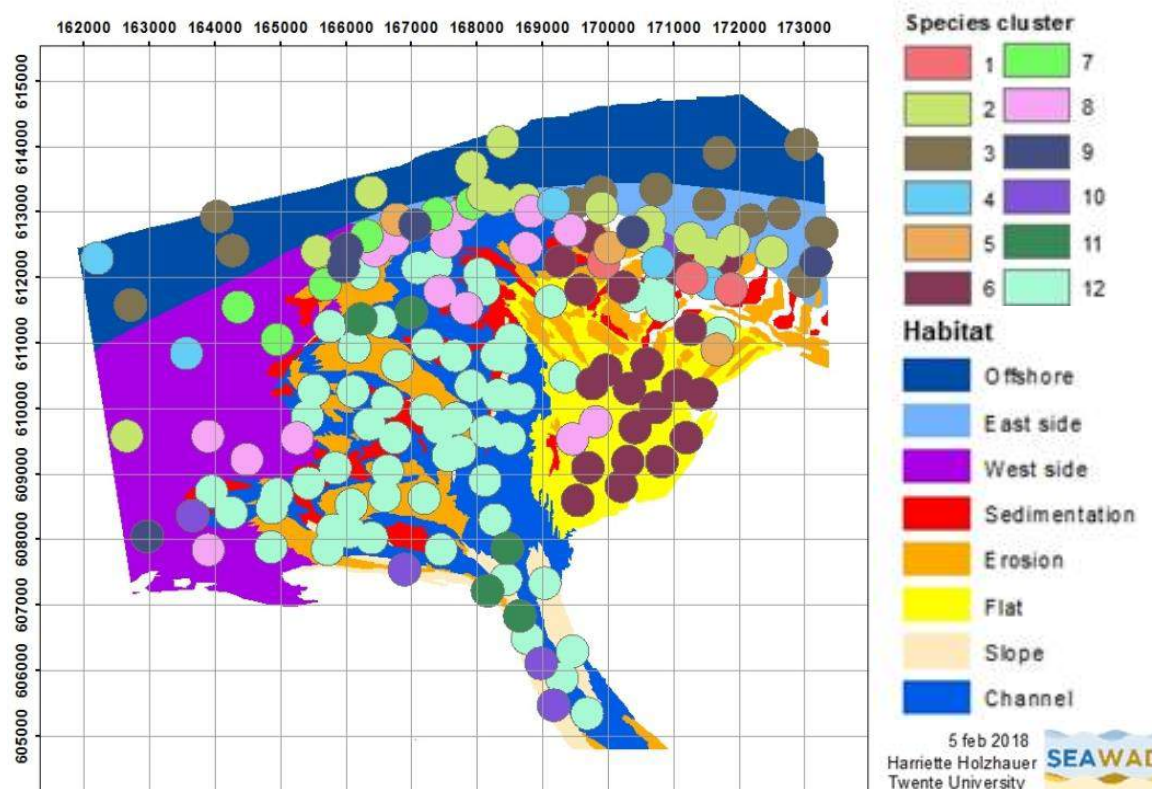 162000 163000 164000 165000 166000 167000 168000 169000 170000 171000 172000 173000
615000
614000
613000
612000
611000
610000
609000
608000
607000
606000
605000
Species cluster
1 7
2 8
3 9
4 10
5 11
6 12
Habitat
Offshore
East side
West side
Sedimentation
Erosion
Flat
Slope
Channel
5 feb 2018
Harriette Holzhauer
Twente University
SEAWAD